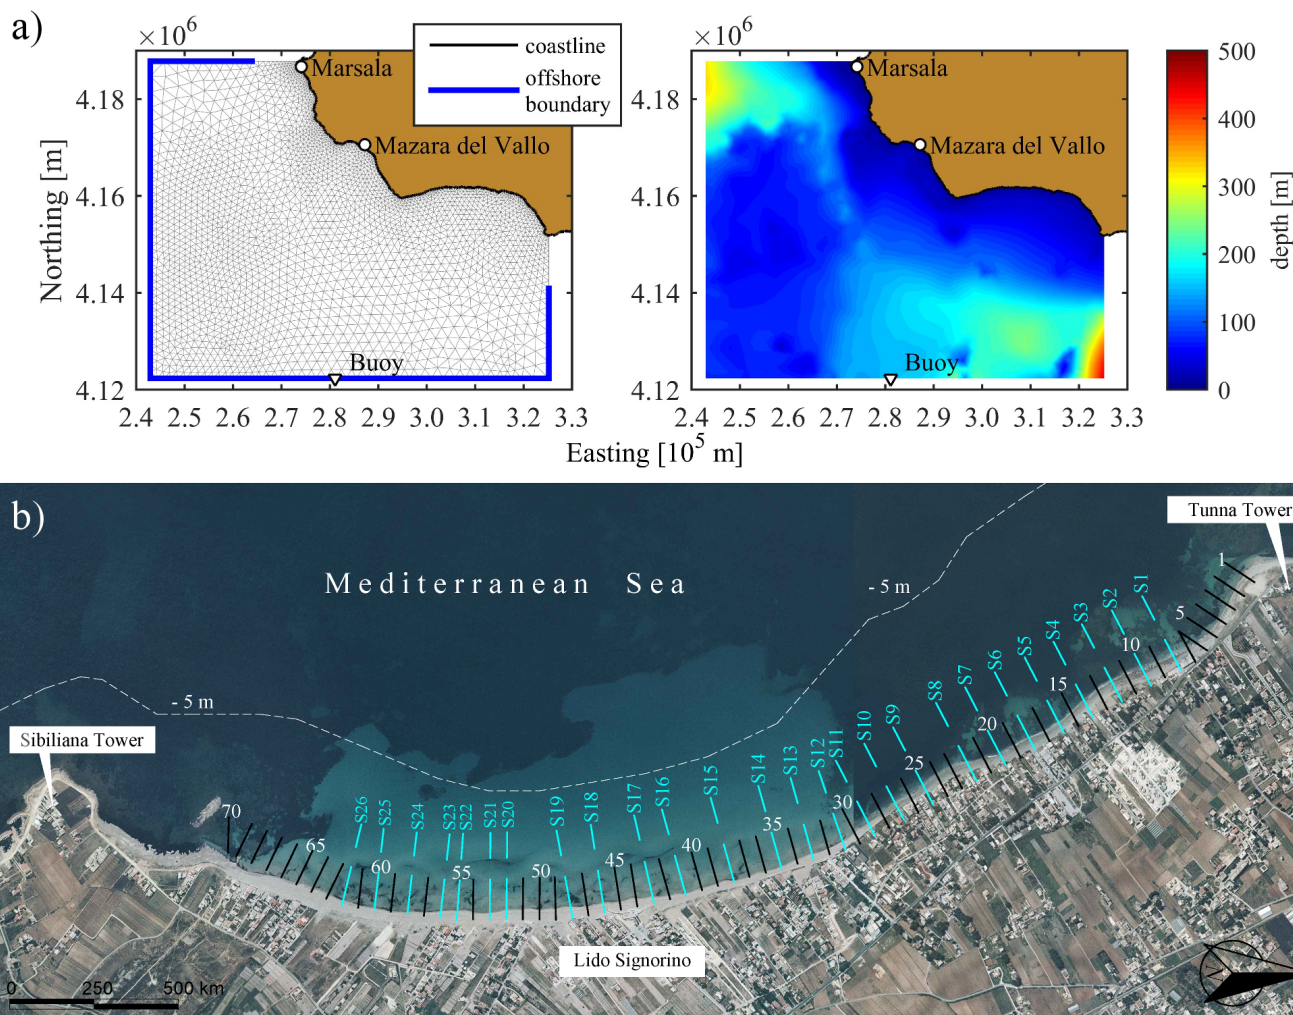 a)
×10⁶
coastline
offshore
boundary
Marsala
Mazara del Vallo
Buoy
4.18
4.16
4.14
4.12
Northing [m]
2.4 2.5 2.6 2.7 2.8 2.9 3.0 3.1 3.2 3.3
×10⁶
Marsala
Mazara del Vallo
Buoy
4.18
4.16
4.14
4.12
2.4 2.5 2.6 2.7 2.8 2.9 3.0 3.1 3.2 3.3
Easting [10⁵ m]
500
400
300
200
100
0
depth [m]
b)
Mediterranean Sea
Tunna Tower
- 5 m
- 5 m
Sibiliana Tower
Lido Signorino
1
5
10
15
20
25
30
35
40
45
50
55
60
65
70
S1
S2
S3
S4
S5
S6
S7
S8
S9
S10
S11
S12
S13
S14
S15
S16
S17
S18
S19
S20
S21
S22
S23
S24
S25
S26
0 250 500 km
N